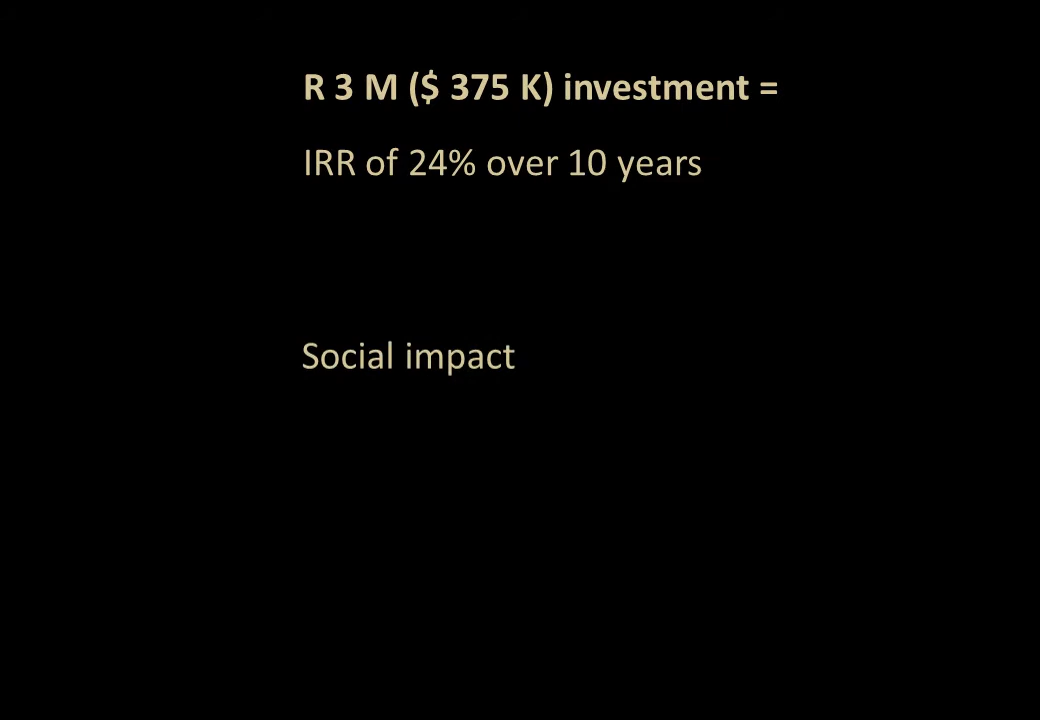 R 3 M ($ 375 K) investment =
IRR of 24% over 10 years
Social impact